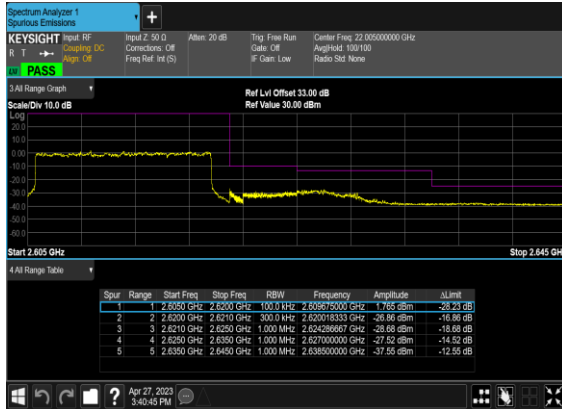 Spectrum Analyzer 1
Spurious Emissions
+
KEYSIGHT Input: RF Input Z: 50 Ω Atten: 20 dB Trig: Free Run Center Freq: 22.005000000 GHz
R T Coupling: DC Corrections: Off Gate: Off Avg|Hold: 100/100
Align: Off Freq Ref: Int (S) IF Gain: Low Radio Std: None
PASS
3 All Range Graph
Ref Lvl Offset 33.00 dB
Scale/Div 10.0 dB Ref Value 30.00 dBm
Log
20.0
10.0
0.00
-10.0
-20.0
-30.0
-40.0
-50.0
-60.0
Start 2.605 GHz Stop 2.645 GHz
4 All Range Table
Spur Range Start Freq Stop Freq RBW Frequency Amplitude ΔLimit
1 1 2.6050 GHz 2.6200 GHz 100.0 kHz 2.609675000 GHz 1.765 dBm -28.23 dB
2 2 2.6200 GHz 2.6210 GHz 300.0 kHz 2.620018333 GHz -26.86 dBm -16.86 dB
3 3 2.6210 GHz 2.6250 GHz 1.000 MHz 2.624286667 GHz -28.68 dBm -18.68 dB
4 4 2.6250 GHz 2.6350 GHz 1.000 MHz 2.627000000 GHz -27.52 dBm -14.52 dB
5 5 2.6350 GHz 2.6450 GHz 1.000 MHz 2.638500000 GHz -37.55 dBm -12.55 dB
? Apr 27, 2023
3:40:45 PM